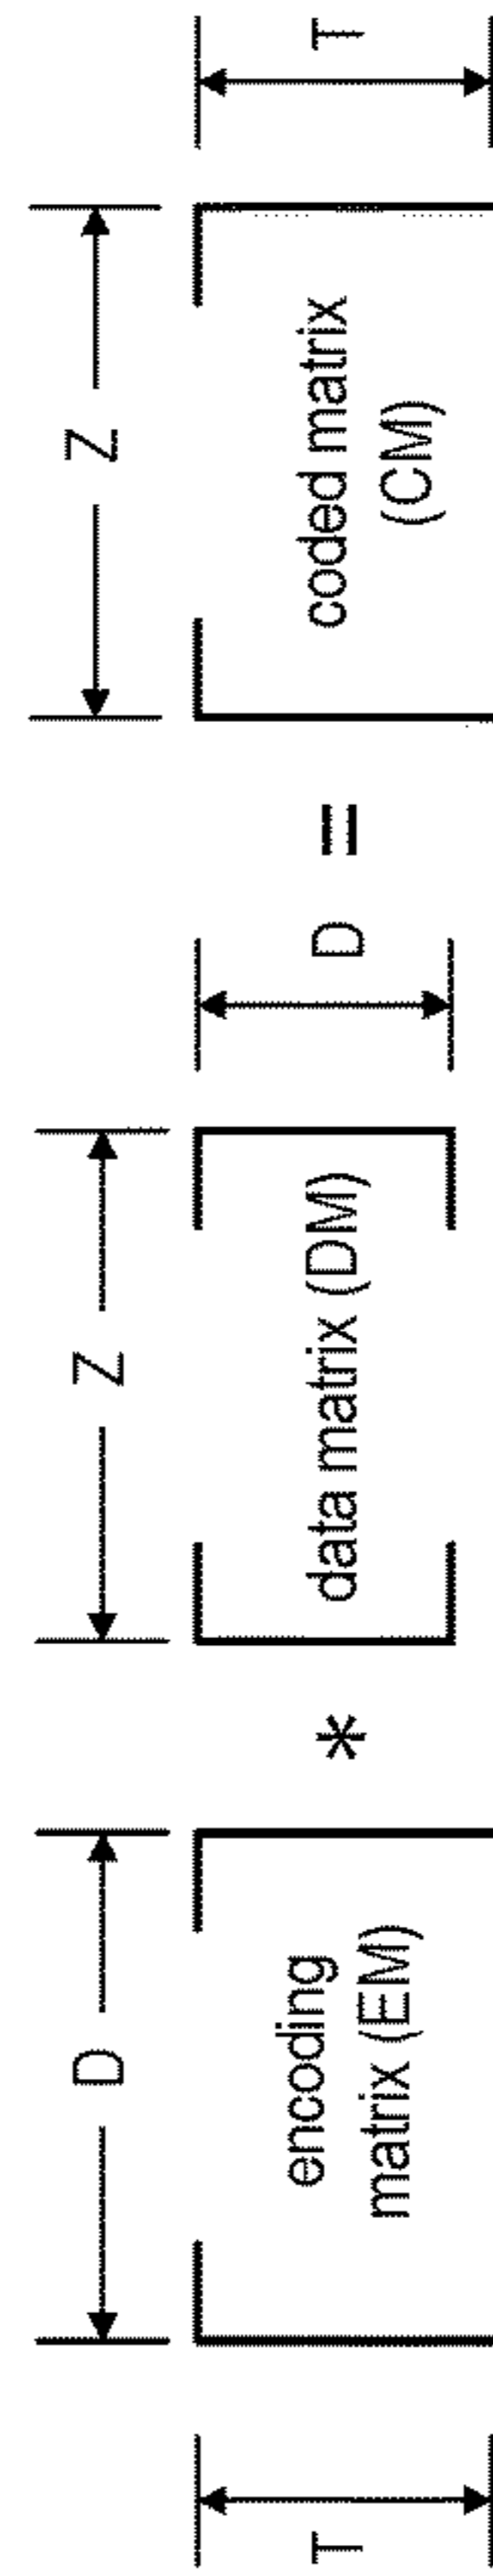 T
D
encoding
matrix (EM)
*
Z
data matrix (DM)
D
=
Z
coded matrix
(CM)
T